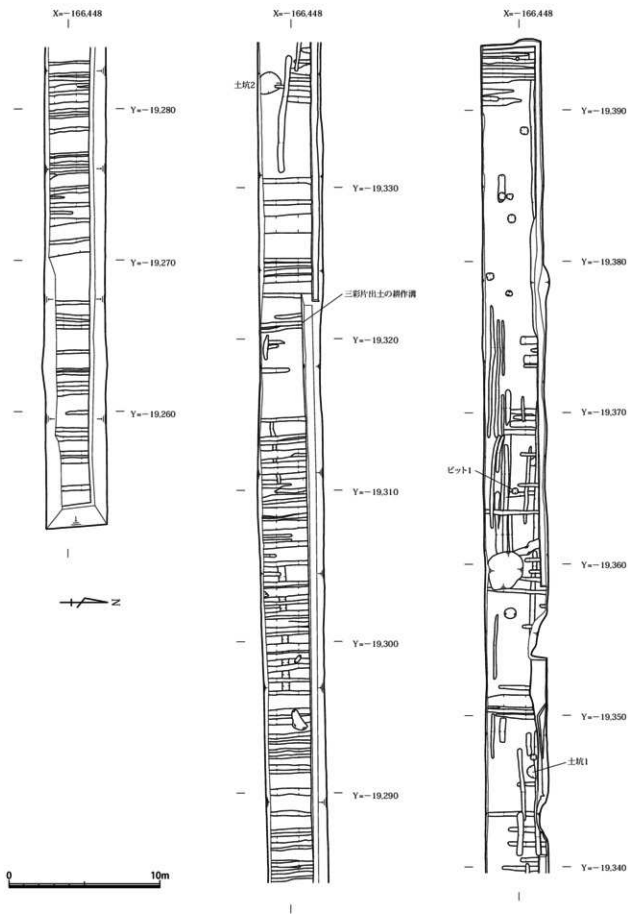 X=-166,448
Y=-19,280
Y=-19,270
Y=-19,260
N
0
10m
X=-166,448
土坑2
Y=-19,330
三彩片出土の耕作溝
Y=-19,320
Y=-19,310
Y=-19,300
Y=-19,290
X=-166,448
Y=-19,390
Y=-19,380
Y=-19,370
ピット1
Y=-19,360
Y=-19,350
土坑1
Y=-19,340